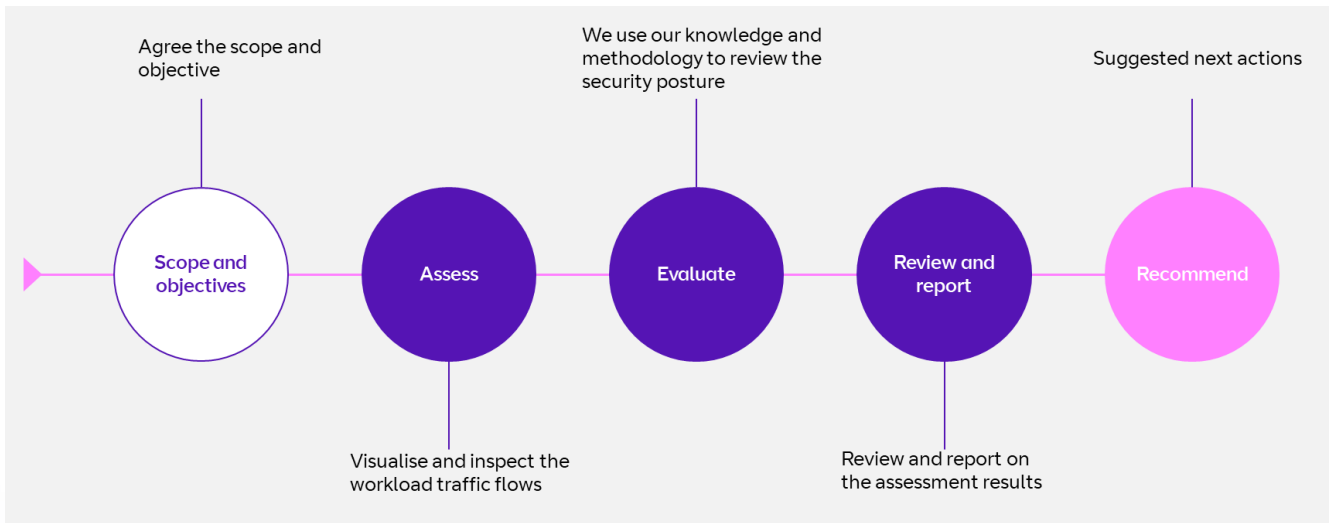 Agree the scope and
objective
We use our knowledge and
methodology to review the
security posture
Suggested next actions
Scope and
objectives
Assess
Evaluate
Review and
report
Recommend
Visualise and inspect the
workload traffic flows
Review and report on
the assessment results